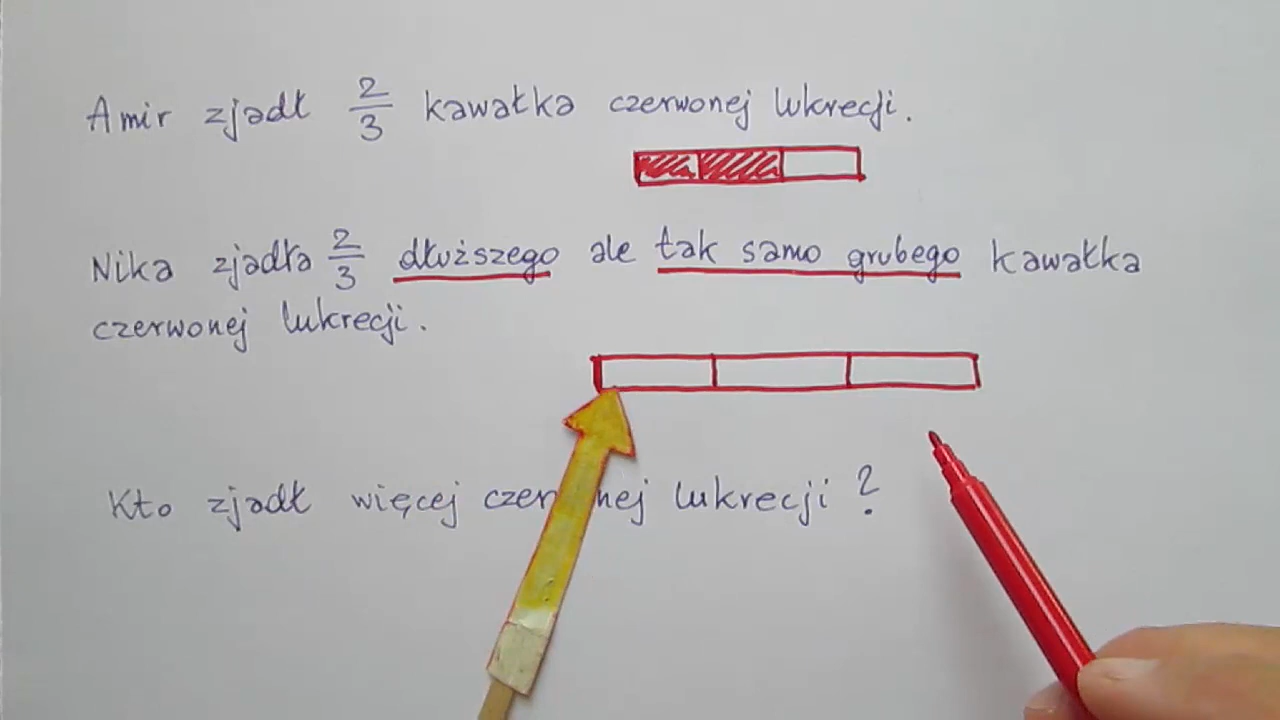 Amir zjadł 2/3 kawałka czerwonej lukrecji.
Nika zjadła 2/3 dłuższego ale tak samo grubego kawałka
czerwonej lukrecji.
Kto zjadł więcej lukrecji?